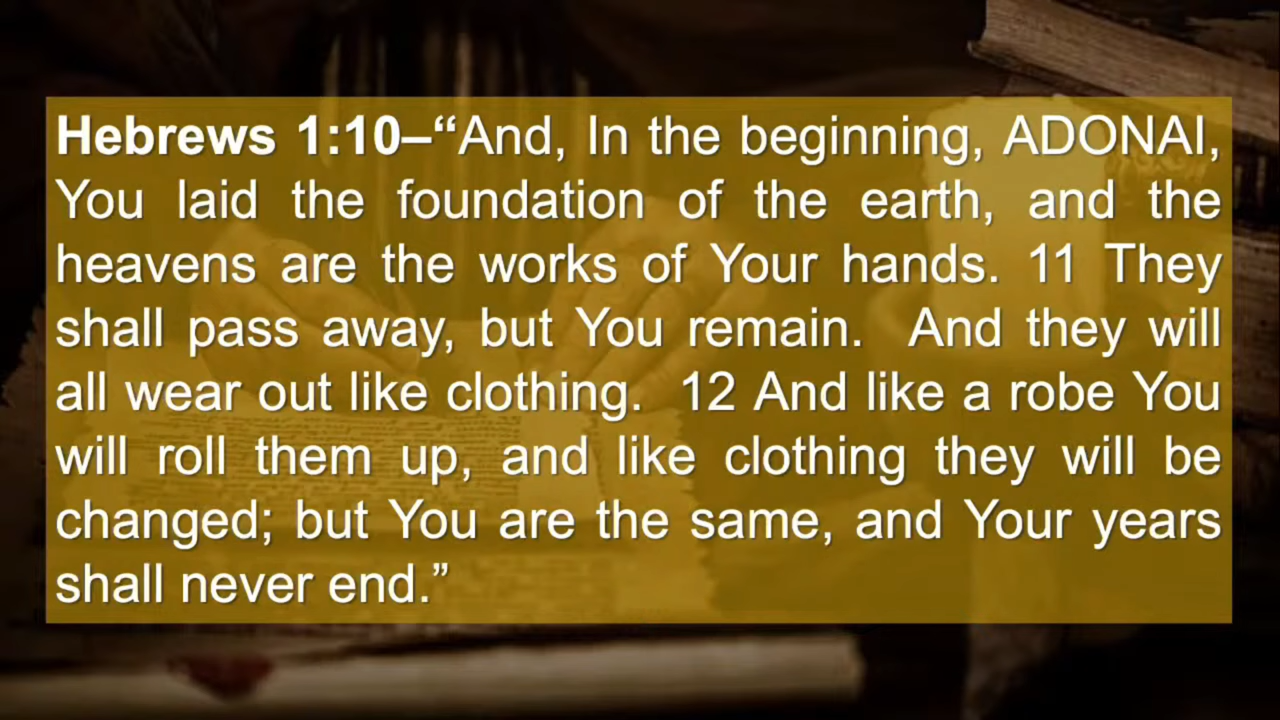 Hebrews 1:10–“And, In the beginning, ADONAI,
You laid the foundation of the earth, and the
heavens are the works of Your hands. 11 They
shall pass away, but You remain.  And they will
all wear out like clothing.  12 And like a robe You
will roll them up, and like clothing they will be
changed; but You are the same, and Your years
shall never end.”